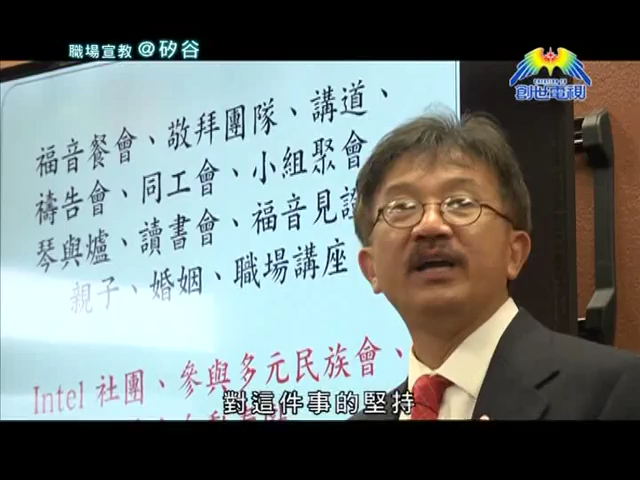 職場宣教@矽谷
CREATION TV
創世電視
福音餐會、敬拜團隊、講道、
禱告會、同工會、小組聚會
琴與爐、讀書會、福音見證
親子、婚姻、職場講座
Intel 社團、參與多元民族會、
對這件事的堅持